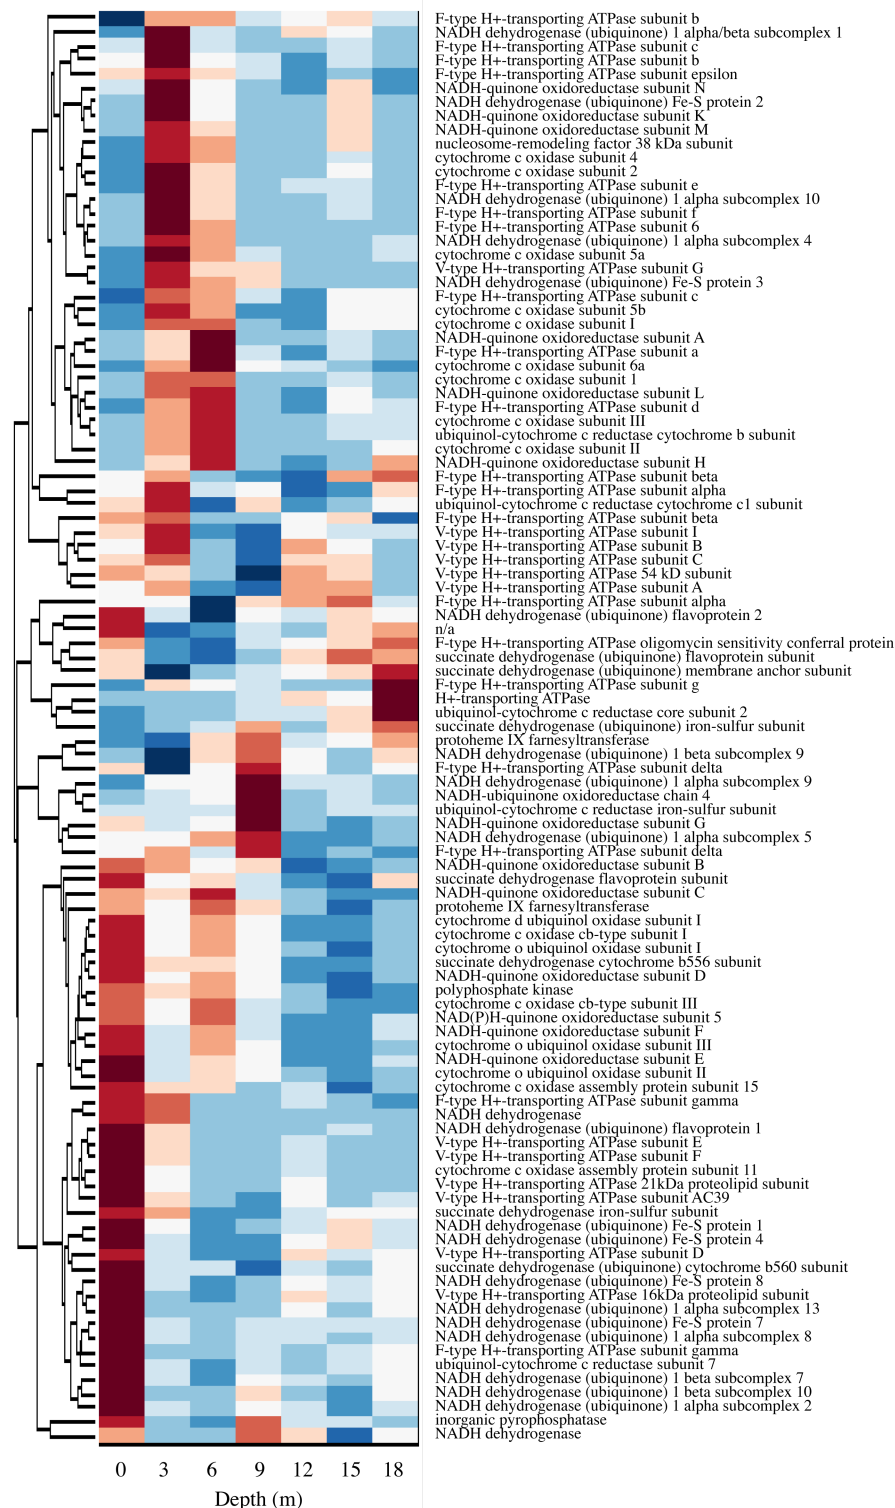 F-type H+-transporting ATPase subunit b
NADH dehydrogenase (ubiquinone) 1 alpha/beta subcomplex 1
F-type H+-transporting ATPase subunit c
F-type H+-transporting ATPase subunit b
F-type H+-transporting ATPase subunit epsilon
NADH-quinone oxidoreductase subunit N
NADH dehydrogenase (ubiquinone) Fe-S protein 2
NADH-quinone oxidoreductase subunit K
NADH-quinone oxidoreductase subunit M
nucleosome-remodeling factor 38 kDa subunit
cytochrome c oxidase subunit 4
cytochrome c oxidase subunit 2
F-type H+-transporting ATPase subunit e
NADH dehydrogenase (ubiquinone) 1 alpha subcomplex 10
F-type H+-transporting ATPase subunit f
F-type H+-transporting ATPase subunit 6
NADH dehydrogenase (ubiquinone) 1 alpha subcomplex 4
cytochrome c oxidase subunit 5a
V-type H+-transporting ATPase subunit G
NADH dehydrogenase (ubiquinone) Fe-S protein 3
F-type H+-transporting ATPase subunit c
cytochrome c oxidase subunit 5b
cytochrome c oxidase subunit I
NADH-quinone oxidoreductase subunit A
F-type H+-transporting ATPase subunit a
cytochrome c oxidase subunit 6a
cytochrome c oxidase subunit 1
NADH-quinone oxidoreductase subunit L
F-type H+-transporting ATPase subunit d
cytochrome c oxidase subunit III
ubiquinol-cytochrome c reductase cytochrome b subunit
cytochrome c oxidase subunit II
NADH-quinone oxidoreductase subunit H
F-type H+-transporting ATPase subunit beta
F-type H+-transporting ATPase subunit alpha
ubiquinol-cytochrome c reductase cytochrome c1 subunit
F-type H+-transporting ATPase subunit beta
V-type H+-transporting ATPase subunit I
V-type H+-transporting ATPase subunit B
V-type H+-transporting ATPase subunit C
V-type H+-transporting ATPase 54 kD subunit
V-type H+-transporting ATPase subunit A
F-type H+-transporting ATPase subunit alpha
NADH dehydrogenase (ubiquinone) flavoprotein 2
n/a
F-type H+-transporting ATPase oligomycin sensitivity conferral protein
succinate dehydrogenase (ubiquinone) flavoprotein subunit
succinate dehydrogenase (ubiquinone) membrane anchor subunit
F-type H+-transporting ATPase subunit g
H+-transporting ATPase
ubiquinol-cytochrome c reductase core subunit 2
succinate dehydrogenase (ubiquinone) iron-sulfur subunit
protoheme IX farnesyltransferase
NADH dehydrogenase (ubiquinone) 1 beta subcomplex 9
F-type H+-transporting ATPase subunit delta
NADH dehydrogenase (ubiquinone) 1 alpha subcomplex 9
NADH-ubiquinone oxidoreductase chain 4
ubiquinol-cytochrome c reductase iron-sulfur subunit
NADH-quinone oxidoreductase subunit G
NADH dehydrogenase (ubiquinone) 1 alpha subcomplex 5
F-type H+-transporting ATPase subunit delta
NADH-quinone oxidoreductase subunit B
succinate dehydrogenase flavoprotein subunit
NADH-quinone oxidoreductase subunit C
protoheme IX farnesyltransferase
cytochrome d ubiquinol oxidase subunit I
cytochrome c oxidase cb-type subunit I
cytochrome o ubiquinol oxidase subunit I
succinate dehydrogenase cytochrome b556 subunit
NADH-quinone oxidoreductase subunit D
polyphosphate kinase
cytochrome c oxidase cb-type subunit III
NAD(P)H-quinone oxidoreductase subunit 5
NADH-quinone oxidoreductase subunit F
cytochrome o ubiquinol oxidase subunit III
NADH-quinone oxidoreductase subunit E
cytochrome o ubiquinol oxidase subunit II
cytochrome c oxidase assembly protein subunit 15
F-type H+-transporting ATPase subunit gamma
NADH dehydrogenase
NADH dehydrogenase (ubiquinone) flavoprotein 1
V-type H+-transporting ATPase subunit E
V-type H+-transporting ATPase subunit F
cytochrome c oxidase assembly protein subunit 11
V-type H+-transporting ATPase 21kDa proteolipid subunit
V-type H+-transporting ATPase subunit AC39
succinate dehydrogenase iron-sulfur subunit
NADH dehydrogenase (ubiquinone) Fe-S protein 1
NADH dehydrogenase (ubiquinone) Fe-S protein 4
V-type H+-transporting ATPase subunit D
succinate dehydrogenase (ubiquinone) cytochrome b560 subunit
NADH dehydrogenase (ubiquinone) Fe-S protein 8
V-type H+-transporting ATPase 16kDa proteolipid subunit
NADH dehydrogenase (ubiquinone) 1 alpha subcomplex 13
NADH dehydrogenase (ubiquinone) Fe-S protein 7
NADH dehydrogenase (ubiquinone) 1 alpha subcomplex 8
F-type H+-transporting ATPase subunit gamma
ubiquinol-cytochrome c reductase subunit 7
NADH dehydrogenase (ubiquinone) 1 beta subcomplex 7
NADH dehydrogenase (ubiquinone) 1 beta subcomplex 10
NADH dehydrogenase (ubiquinone) 1 alpha subcomplex 2
inorganic pyrophosphatase
NADH dehydrogenase
0 3 6 9 12 15 18
Depth (m)